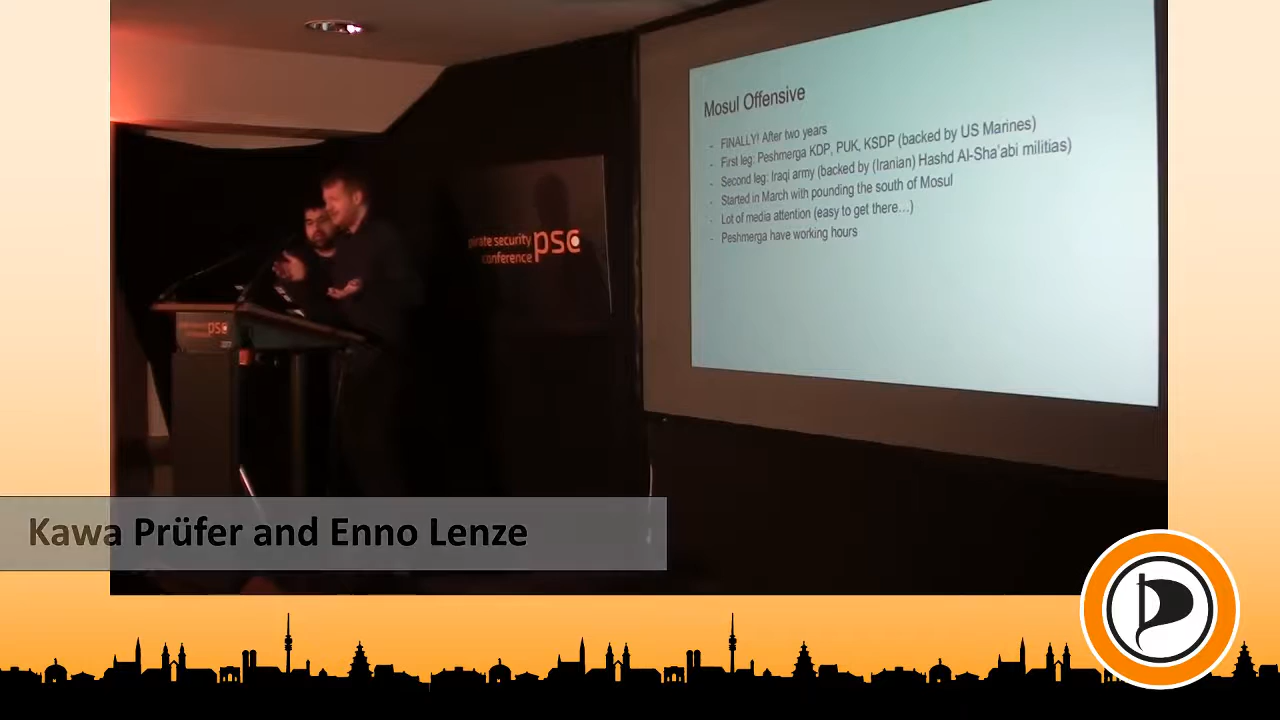 Mosul Offensive
- FINALLY! After two years
- First leg: Peshmerga KDP, PUK, KSDP (backed by US Marines)
- Second leg: Iraqi army (backed by (Iranian) Hashd Al-Sha'abi militias)
- Started in March with pounding the south of Mosul
- Lot of media attention (easy to get there...)
- Peshmerga have working hours
pirate security
conference
psc
psc
Kawa Prüfer and Enno Lenze